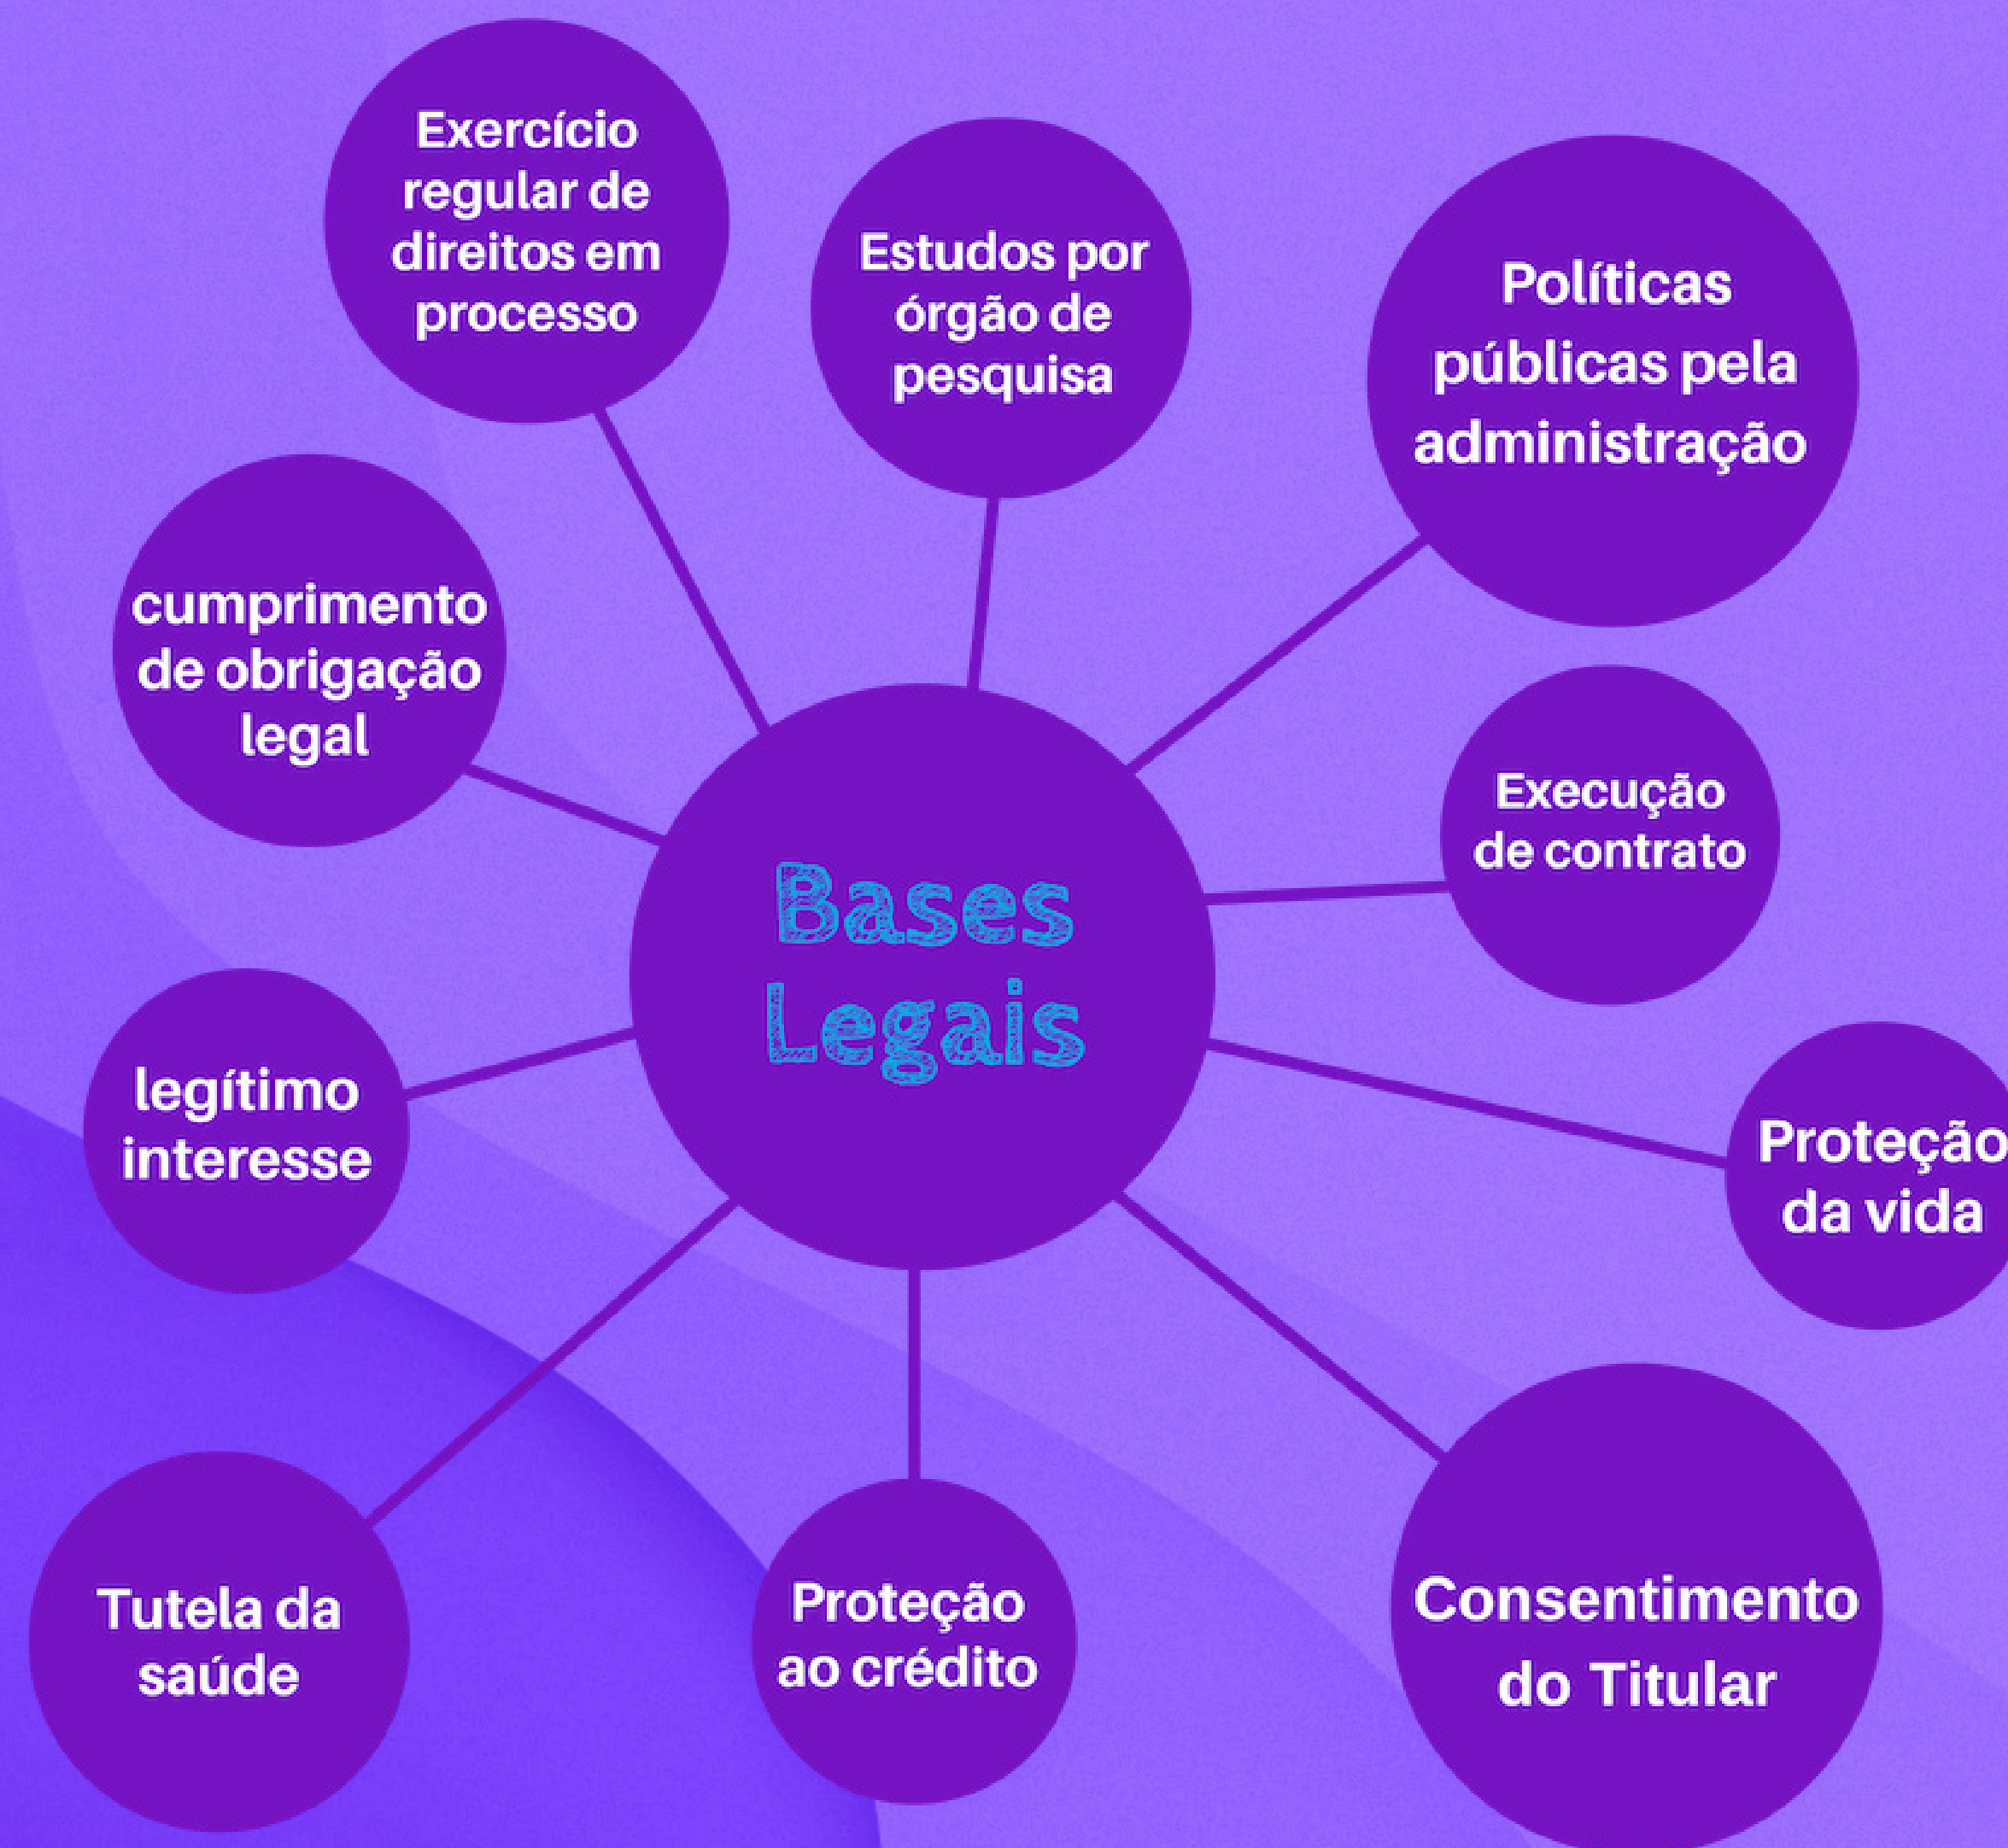 Exercício
regular de
direitos em
processo
Estudos por
órgão de
pesquisa
Políticas
públicas pela
administração
cumprimento
de obrigação
legal
Execução
de contrato
Bases
Legais
legítimo
interesse
Proteção
da vida
Tutela da
saúde
Proteção
ao crédito
Consentimento
do Titular